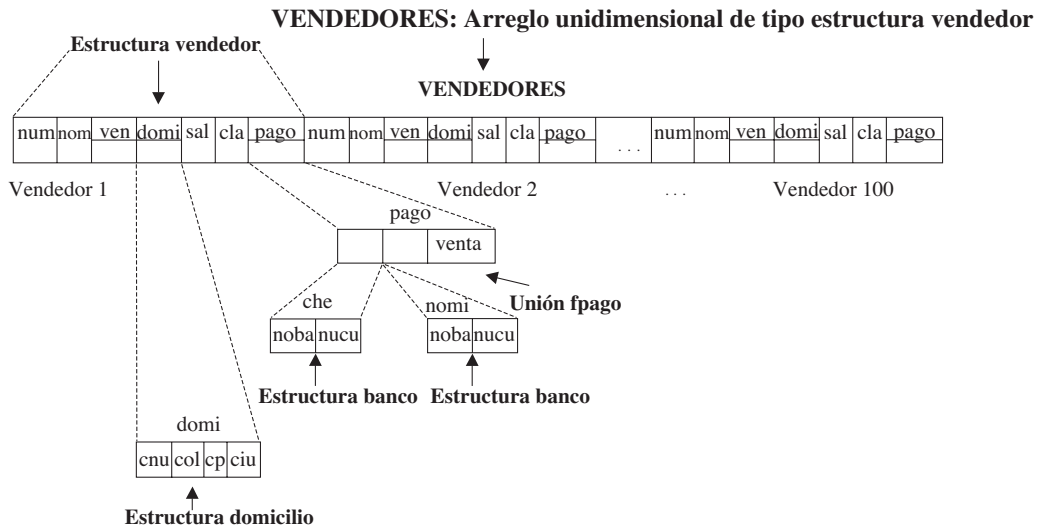 VENDEDORES: Arreglo unidimensional de tipo estructura vendedor
Estructura vendedor
VENDEDORES
num nom ven domi sal cla pago num nom ven domi sal cla pago ... num nom ven domi sal cla pago
Vendedor 1 Vendedor 2 ... Vendedor 100
pago
venta
Unión fpago
che nomi
noba nucu noba nucu
Estructura banco Estructura banco
domi
cnu col cp ciu
Estructura domicilio